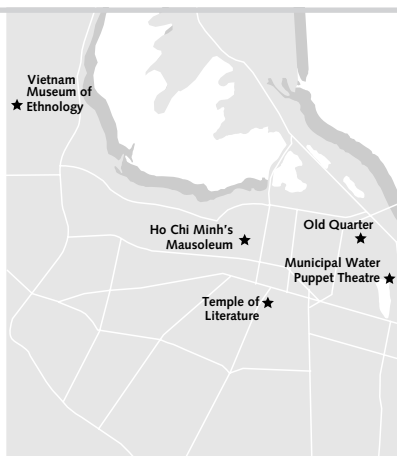 Vietnam
Museum of
Ethnology
Old Quarter
Ho Chi Minh's
Mausoleum
Municipal Water
Puppet Theatre
Temple of
Literature